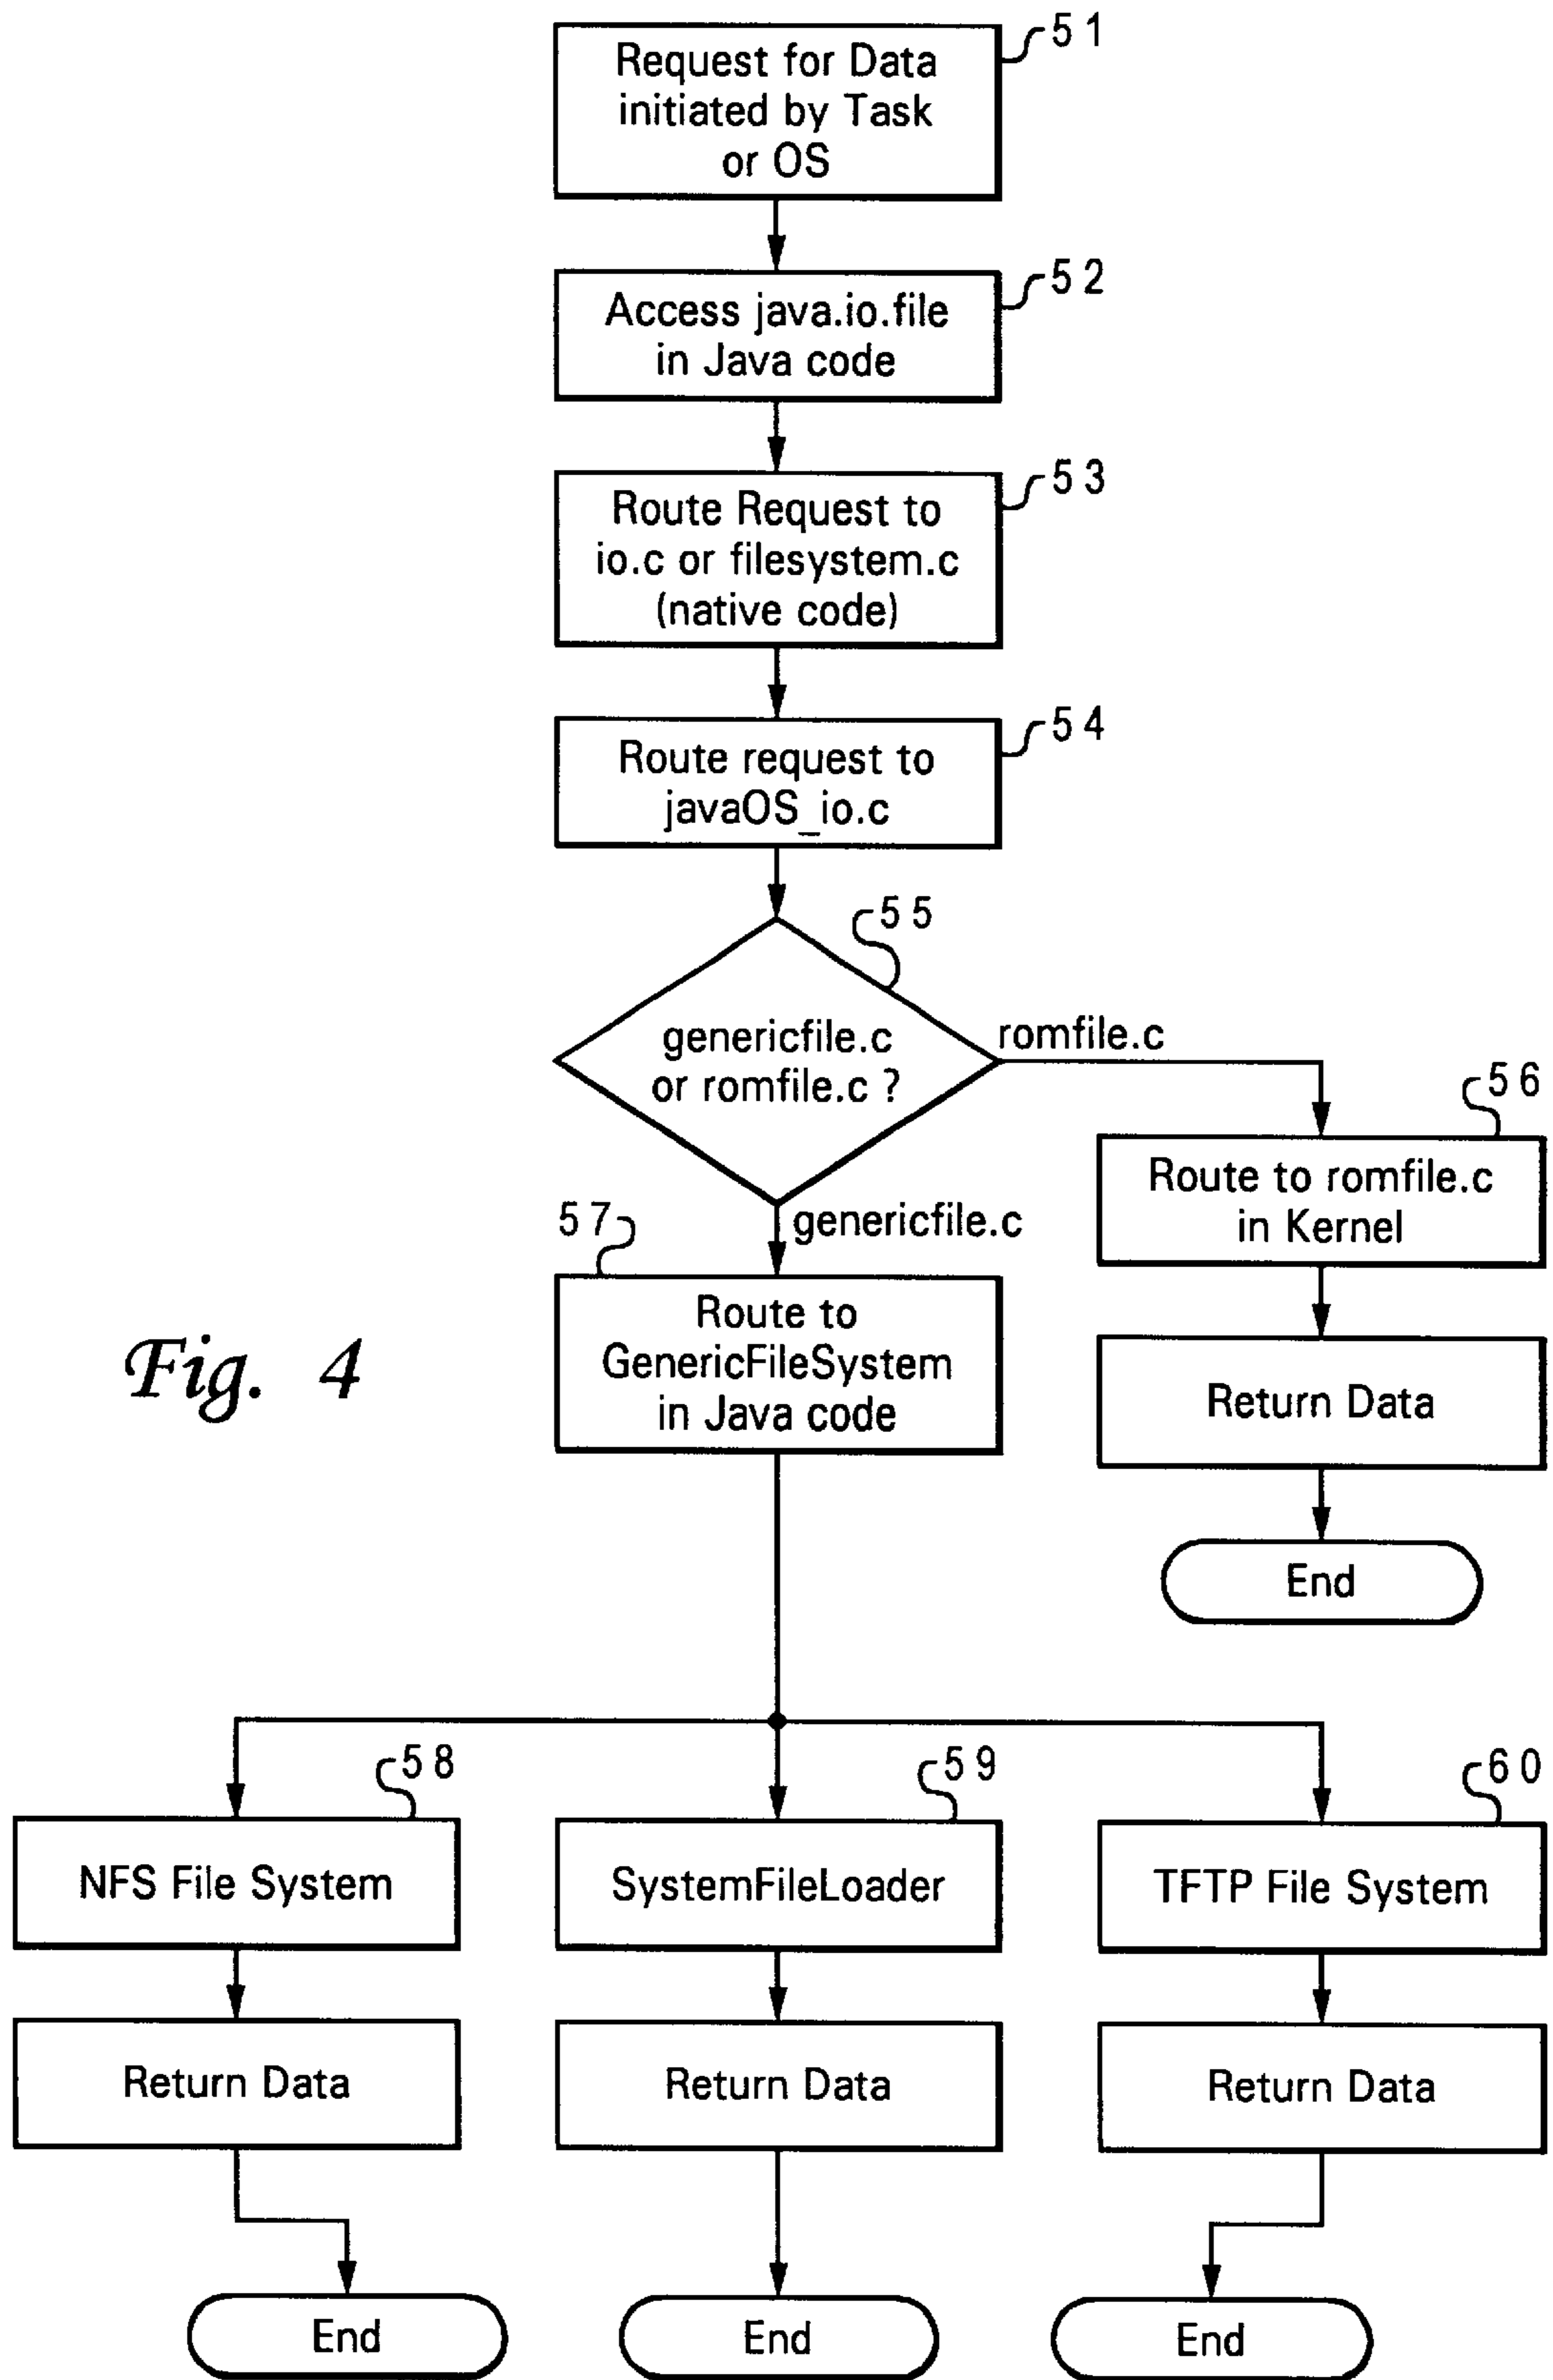 51
Request for Data
initiated by Task
or OS
52
Access java.io.file
in Java code
53
Route Request to
io.c or filesystem.c
(native code)
54
Route request to
javaOS_io.c
55
genericfile.c
or romfile.c ?
romfile.c
56
Route to romfile.c
in Kernel
Return Data
End
genericfile.c
57
Route to
GenericFileSystem
in Java code
Fig. 4
58
NFS File System
Return Data
End
59
SystemFileLoader
Return Data
End
60
TFTP File System
Return Data
End